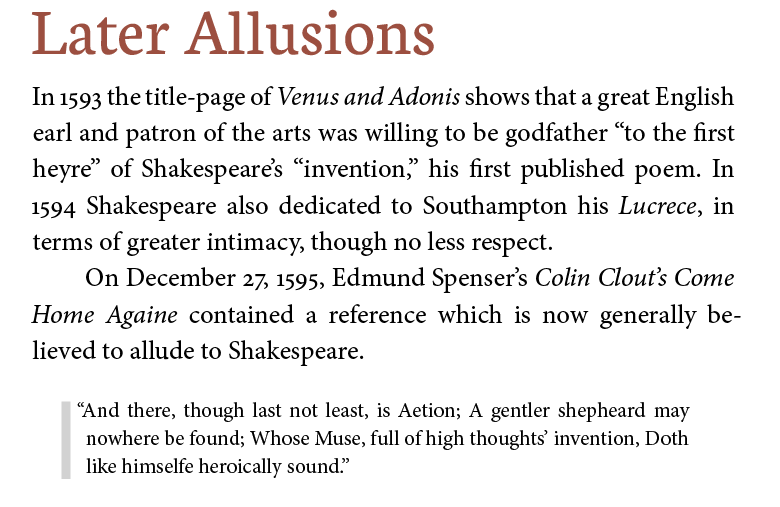 Later Allusions
In 1593 the title-page of Venus and Adonis shows that a great English
earl and patron of the arts was willing to be godfather “to the first
heyre” of Shakespeare’s “invention,” his first published poem. In
1594 Shakespeare also dedicated to Southampton his Lucrece, in
terms of greater intimacy, though no less respect.
On December 27, 1595, Edmund Spenser’s Colin Clout’s Come
Home Againe contained a reference which is now generally be-
lieved to allude to Shakespeare.
“And there, though last not least, is Aetion; A gentler shepheard may
nowhere be found; Whose Muse, full of high thoughts’ invention, Doth
like himselfe heroically sound.”